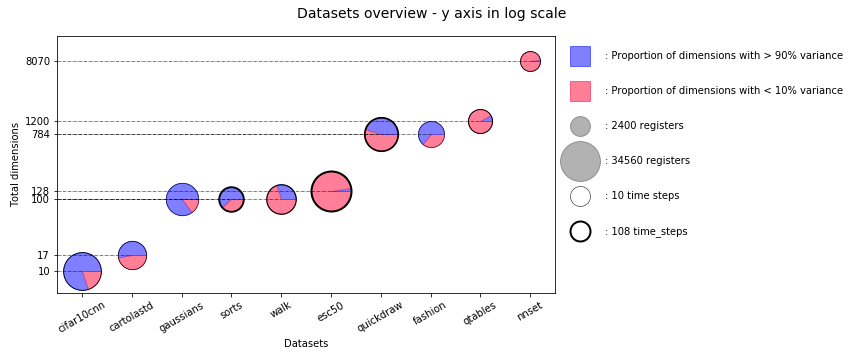 Datasets overview - y axis in log scale
Total dimensions
8070
1200
784
128
100
17
10
cifar10cnn
cartolastd
gaussians
sorts
walk
esc50
quickdraw
fashion
qtables
nnset
Datasets
: Proportion of dimensions with > 90% variance
: Proportion of dimensions with < 10% variance
: 2400 registers
: 34560 registers
: 10 time steps
: 108 time_steps